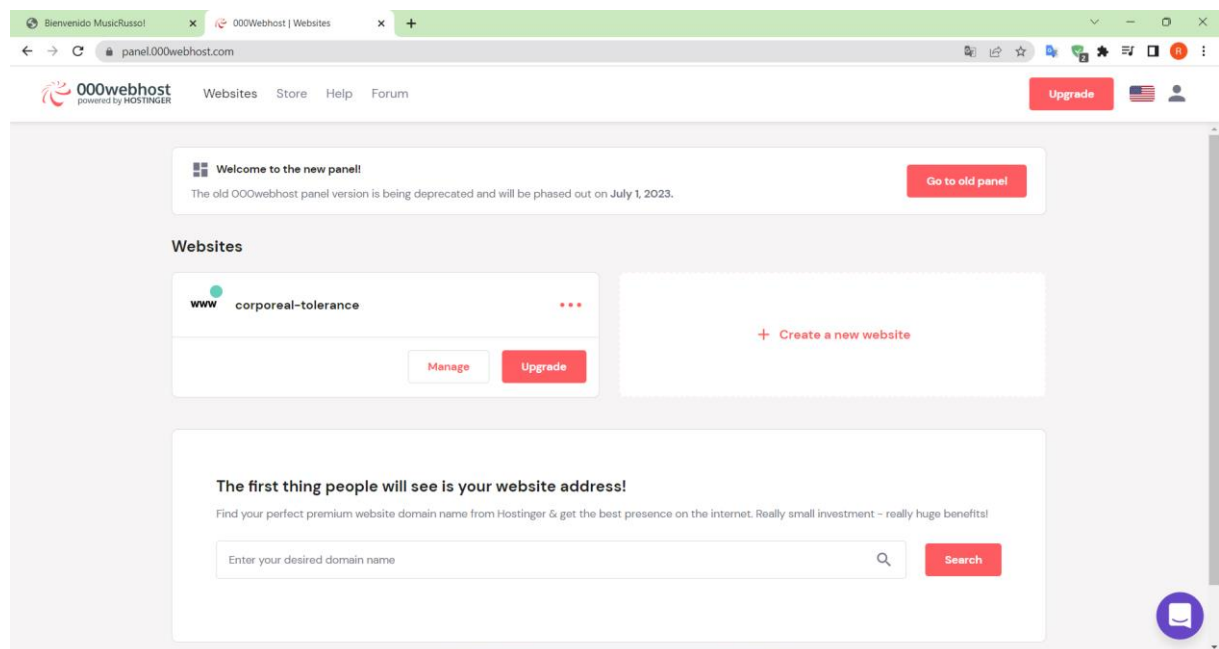 Bienvenido MusicRusso!
000Webhost | Websites
panel.000webhost.com
2
R
000webhost
powered by HOSTINGER
Websites Store Help Forum
Upgrade
Welcome to the new panel!
The old 000webhost panel version is being deprecated and will be phased out on July 1, 2023.
Go to old panel
Websites
www corporeal-tolerance
Manage
Upgrade
+ Create a new website
The first thing people will see is your website address!
Find your perfect premium website domain name from Hostinger & get the best presence on the internet. Really small investment - really huge benefits!
Enter your desired domain name
Search